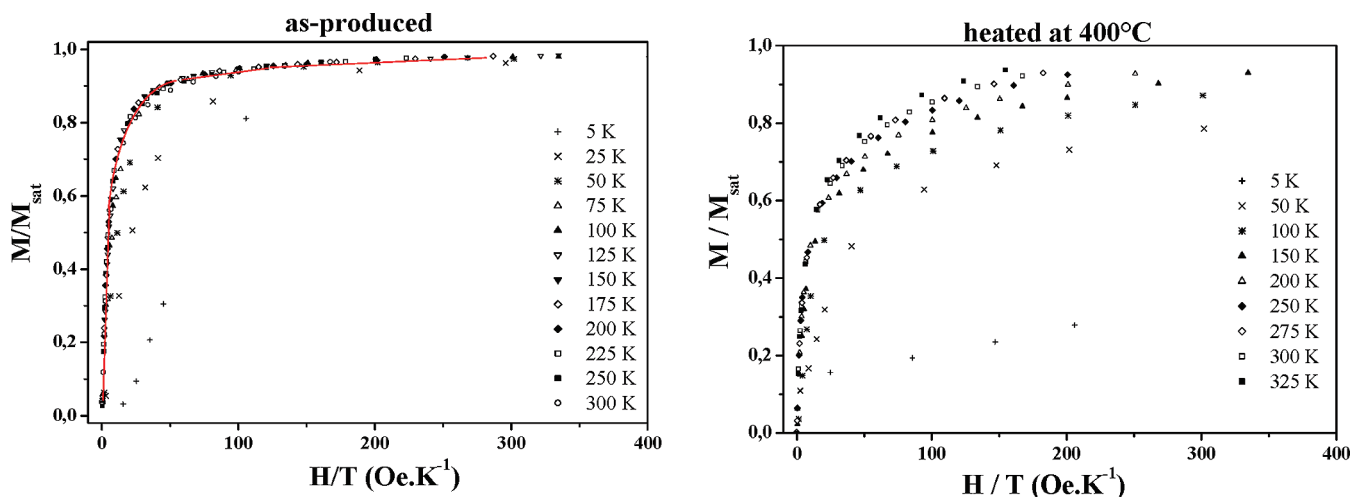 as-produced
M/M_sat
1,0
0,8
0,6
0,4
0,2
0,0
0
100
200
300
400
H/T (Oe.K⁻¹)
5 K
25 K
50 K
75 K
100 K
125 K
150 K
175 K
200 K
225 K
250 K
300 K
heated at 400°C
M / M_sat
1,0
0,8
0,6
0,4
0,2
0,0
0
100
200
300
400
H / T (Oe.K⁻¹)
5 K
50 K
100 K
150 K
200 K
250 K
275 K
300 K
325 K